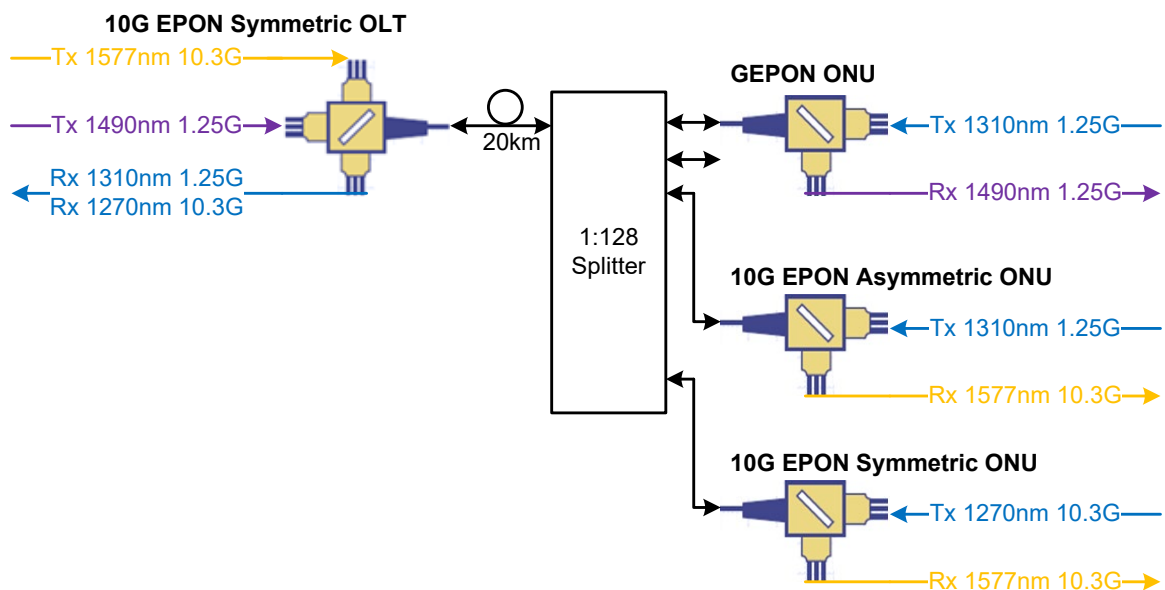 10G EPON Symmetric OLT
Tx 1577nm 10.3G
Tx 1490nm 1.25G
Rx 1310nm 1.25G
Rx 1270nm 10.3G
20km
1:128
Splitter
GEPON ONU
Tx 1310nm 1.25G
Rx 1490nm 1.25G
10G EPON Asymmetric ONU
Tx 1310nm 1.25G
Rx 1577nm 10.3G
10G EPON Symmetric ONU
Tx 1270nm 10.3G
Rx 1577nm 10.3G